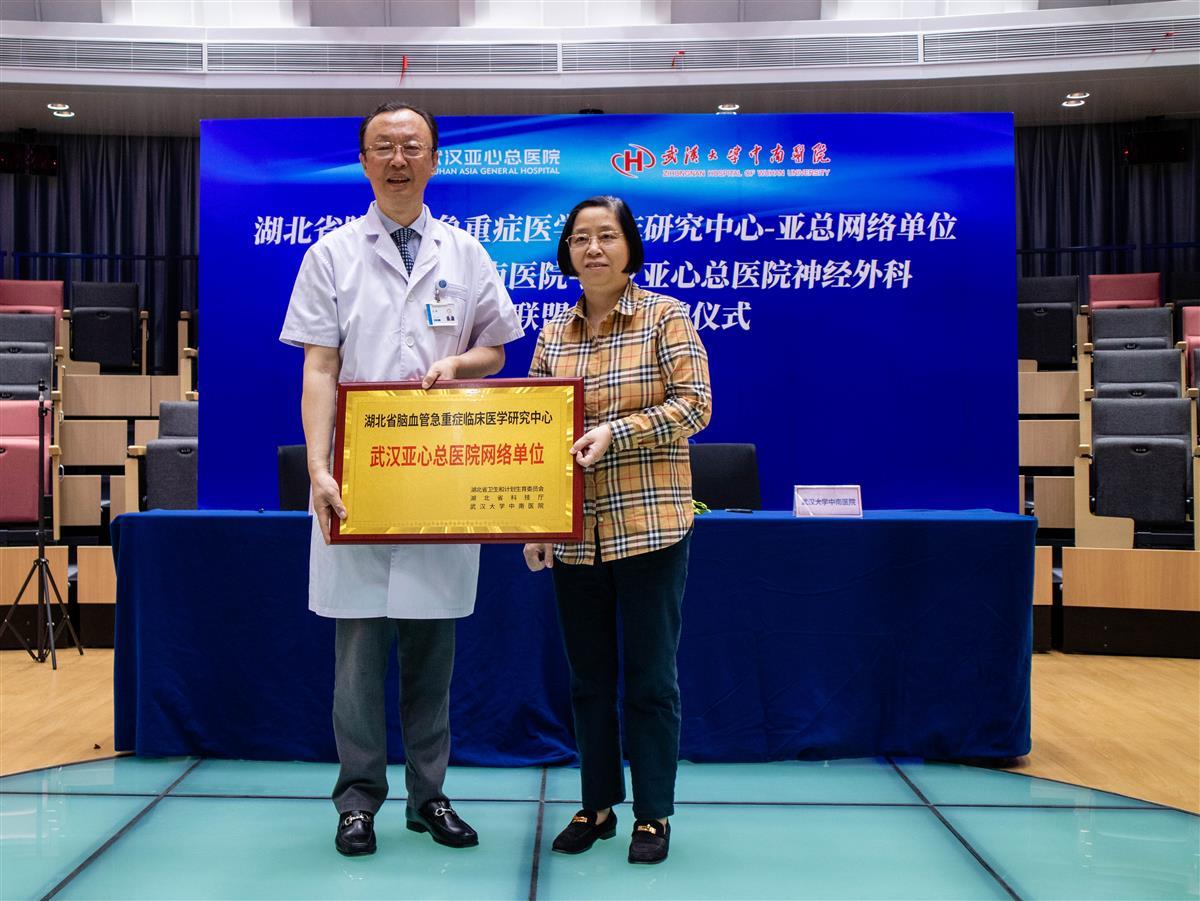 武汉亚心总医院
WUHAN ASIA GENERAL HOSPITAL
武汉大学中南医院
ZHONGNAN HOSPITAL OF WUHAN UNIVERSITY
湖北省脑 急重症医学 床研究中心-亚总网络单位
南医院 亚心总医院神经外科
联盟 仪式
湖北省脑血管急重症临床医学研究中心
武汉亚心总医院网络单位
湖北省卫生和计划生育委员会
湖北省科技厅
武汉大学中南医院
武汉大学中南医院